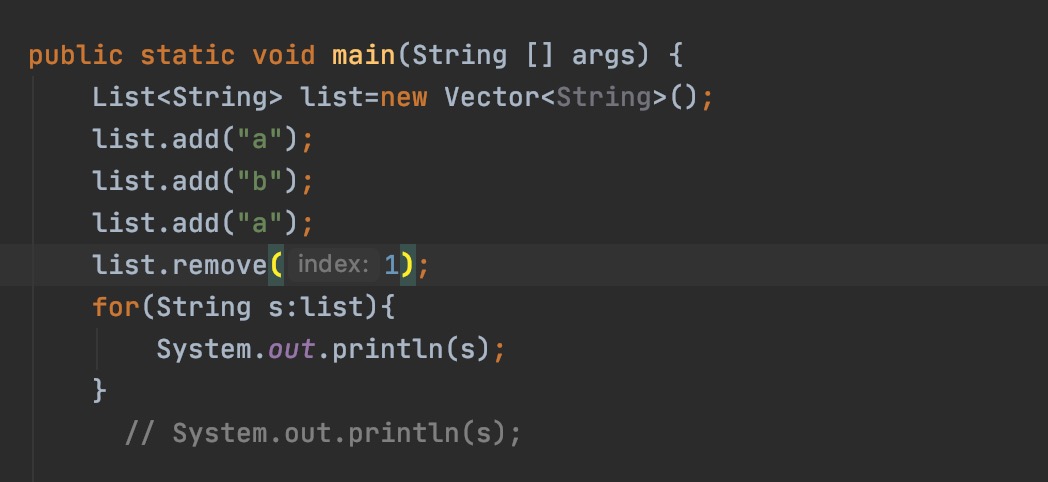 public static void main(String [] args) {
List<String> list=new Vector<String>();
list.add("a");
list.add("b");
list.add("a");
list.remove( index: 1);
for(String s:list){
System.out.println(s);
}
// System.out.println(s);